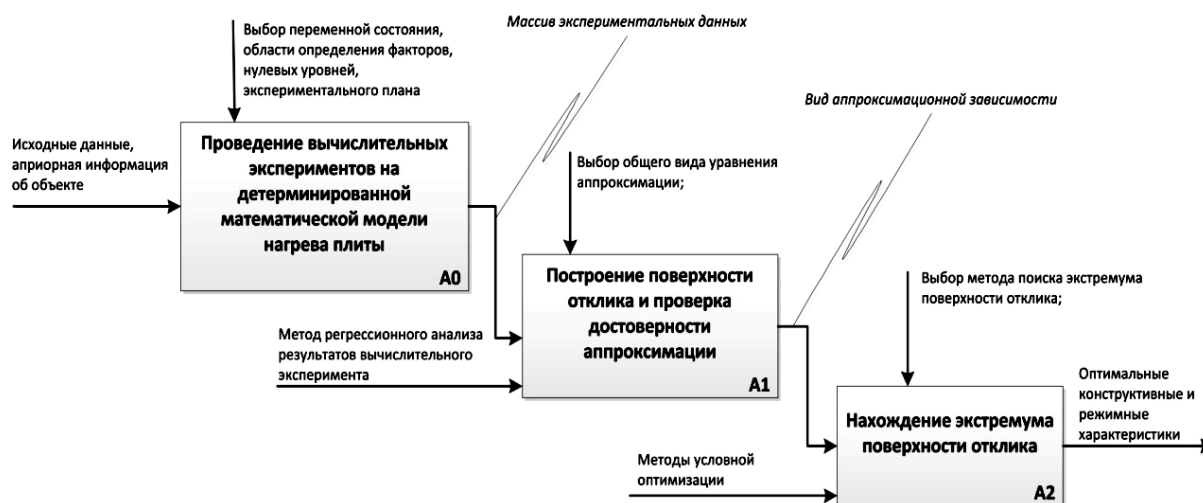 Массив экспериментальных данных
Выбор переменной состояния,
области определения факторов,
нулевых уровней,
экспериментального плана
Вид аппроксимационной зависимости
Исходные данные,
априорная информация
об объекте
Проведение вычислительных
экспериментов на
детерминированной
математической модели
нагрева плиты
A0
Выбор общего вида уравнения
аппроксимации;
Построение поверхности
отклика и проверка
достоверности
аппроксимации
A1
Метод регрессионного анализа
результатов вычислительного
эксперимента
Выбор метода поиска экстремума
поверхности отклика;
Нахождение экстремума
поверхности отклика
A2
Методы условной
оптимизации
Оптимальные
конструктивные и
режимные
характеристики